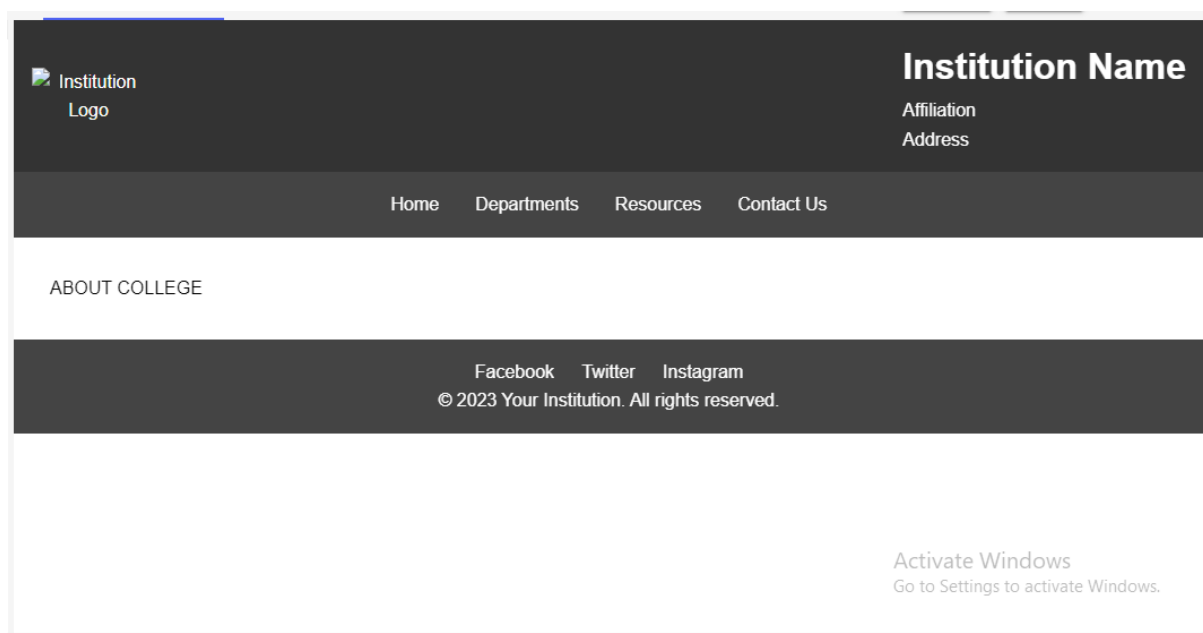 Institution
Logo
Institution Name
Affiliation
Address
Home Departments Resources Contact Us
ABOUT COLLEGE
Facebook Twitter Instagram
© 2023 Your Institution. All rights reserved.
Activate Windows
Go to Settings to activate Windows.